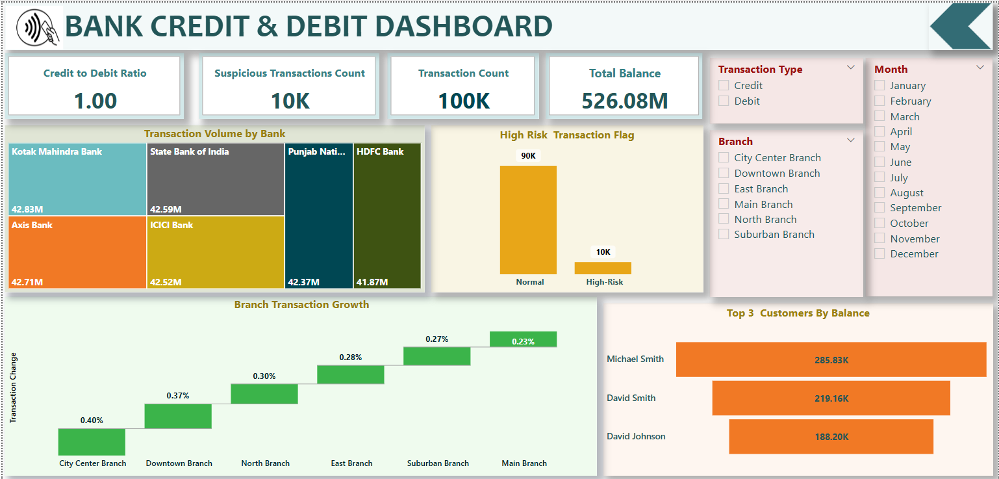 BANK CREDIT & DEBIT DASHBOARD
Credit to Debit Ratio
1.00
Suspicious Transactions Count
10K
Transaction Count
100K
Total Balance
526.08M
Transaction Type
Credit
Debit
Month
January
February
March
April
May
June
July
August
September
October
November
December
Branch
City Center Branch
Downtown Branch
East Branch
Main Branch
North Branch
Suburban Branch
Transaction Volume by Bank
Kotak Mahindra Bank
42.83M
State Bank of India
42.59M
Punjab Nati...
42.37M
HDFC Bank
41.87M
Axis Bank
42.71M
ICICI Bank
42.52M
High Risk  Transaction Flag
90K
10K
Normal
High-Risk
Branch Transaction Growth
Transaction Change
0.40%
0.37%
0.30%
0.28%
0.27%
0.23%
City Center Branch
Downtown Branch
North Branch
East Branch
Suburban Branch
Main Branch
Top 3  Customers By Balance
Michael Smith
285.83K
David Smith
219.16K
David Johnson
188.20K